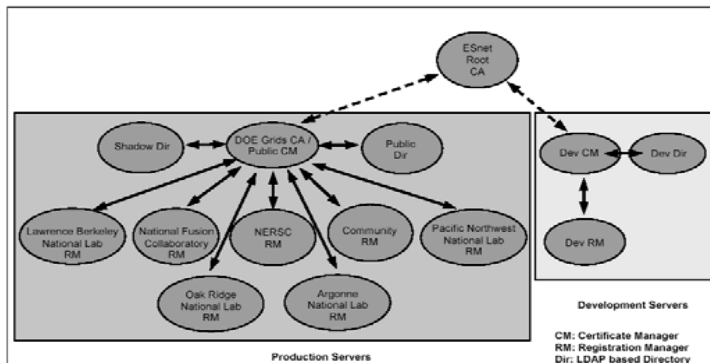 ESnet
Root
CA
Shadow Dir
DOE Grids CA /
Public CM
Public
Dir
Dev CM
Dev Dir
Lawrence Berkeley
National Lab
RM
National Fusion
Collaboratory
RM
NERSC
RM
Community
RM
Pacific Northwest
National Lab
RM
Dev RM
Oak Ridge
National Lab
RM
Argonne
National Lab
RM
Production Servers
Development Servers
CM: Certificate Manager
RM: Registration Manager
Dir: LDAP based Directory